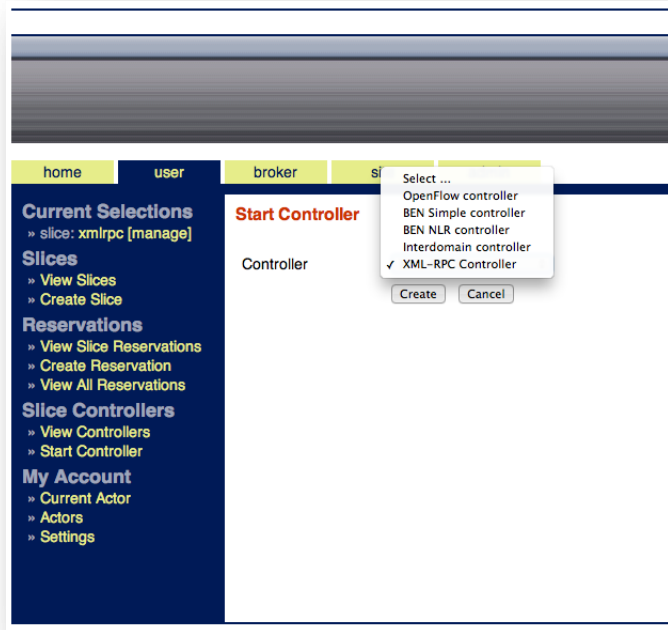 home user broker
Select ...
OpenFlow controller
BEN Simple controller
BEN NLR controller
Interdomain controller
✓ XML-RPC Controller
Current Selections
» slice: xmlrpc [manage]
Slices
» View Slices
» Create Slice
Reservations
» View Slice Reservations
» Create Reservation
» View All Reservations
Slice Controllers
» View Controllers
» Start Controller
My Account
» Current Actor
» Actors
» Settings
Start Controller
Controller
Create Cancel